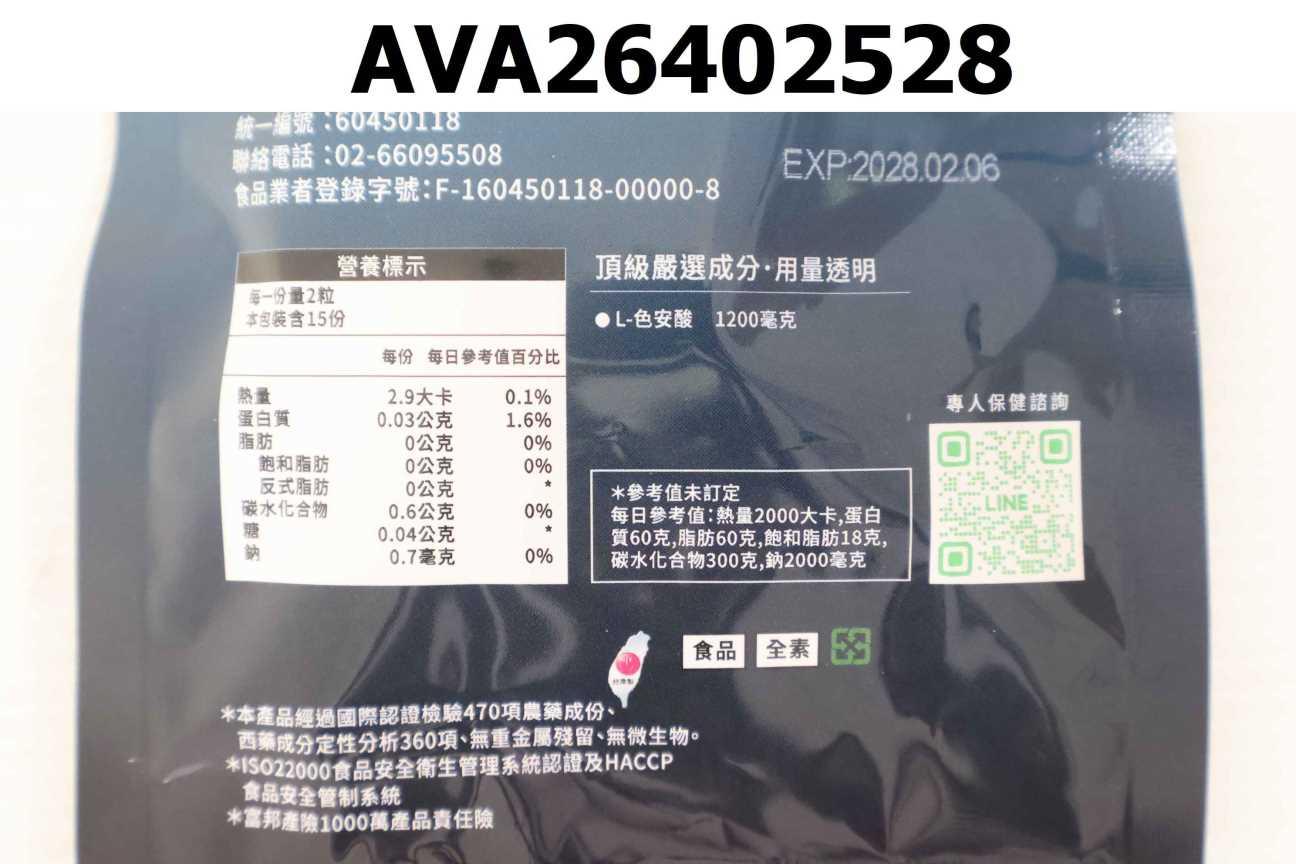 AVA26402528
統一編號：60450118
聯絡電話：02-66095508
食品業者登錄字號：F-160450118-00000-8
EXP:2028.02.06
營養標示
每一份量2粒
本包裝含15份
每份 每日參考值百分比
熱量 2.9大卡 0.1%
蛋白質 0.03公克 1.6%
脂肪 0公克 0%
飽和脂肪 0公克 0%
反式脂肪 0公克 *
碳水化合物 0.6公克 0%
糖 0.04公克 *
鈉 0.7毫克 0%
頂級嚴選成分·用量透明
●L-色安酸 1200毫克
專人保健諮詢
LINE
＊參考值未訂定
每日參考值：熱量2000大卡,蛋白
質60克,脂肪60克,飽和脂肪18克,
碳水化合物300克,鈉2000毫克
台灣製
食品 全素
＊本產品經過國際認證檢驗470項農藥成份、
西藥成分定性分析360項、無重金屬殘留、無微生物。
＊ISO22000食品安全衛生管理系統認證及HACCP
食品安全管制系統
＊富邦產險1000萬產品責任險